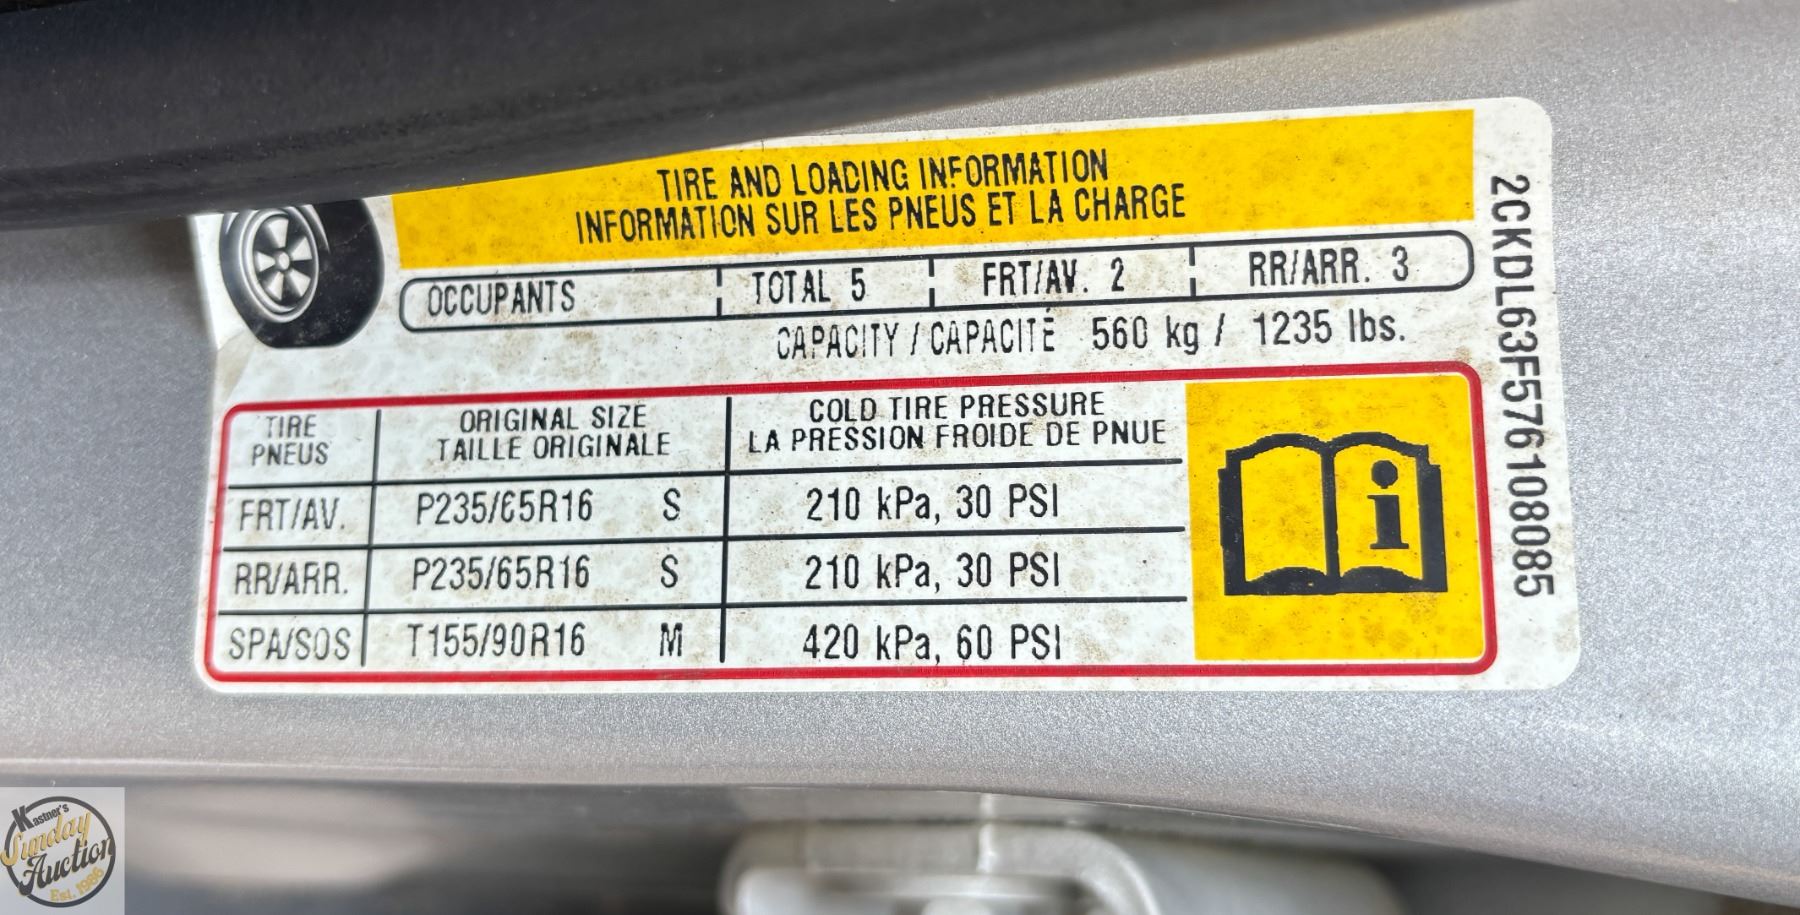 TIRE AND LOADING INFORMATION
INFORMATION SUR LES PNEUS ET LA CHARGE
OCCUPANTS TOTAL 5 FRT/AV. 2 RR/ARR. 3
CAPACITY / CAPACITÉ 560 kg / 1235 lbs.
TIRE PNEUS
ORIGINAL SIZE TAILLE ORIGINALE
COLD TIRE PRESSURE LA PRESSION FROIDE DE PNUE
FRT/AV. P235/65R16 S 210 kPa, 30 PSI
RR/ARR. P235/65R16 S 210 kPa, 30 PSI
SPA/SOS T155/90R16 M 420 kPa, 60 PSI
i
2CKDL63F576108085
Kastner's
Sunday
Auction
Est. 1986